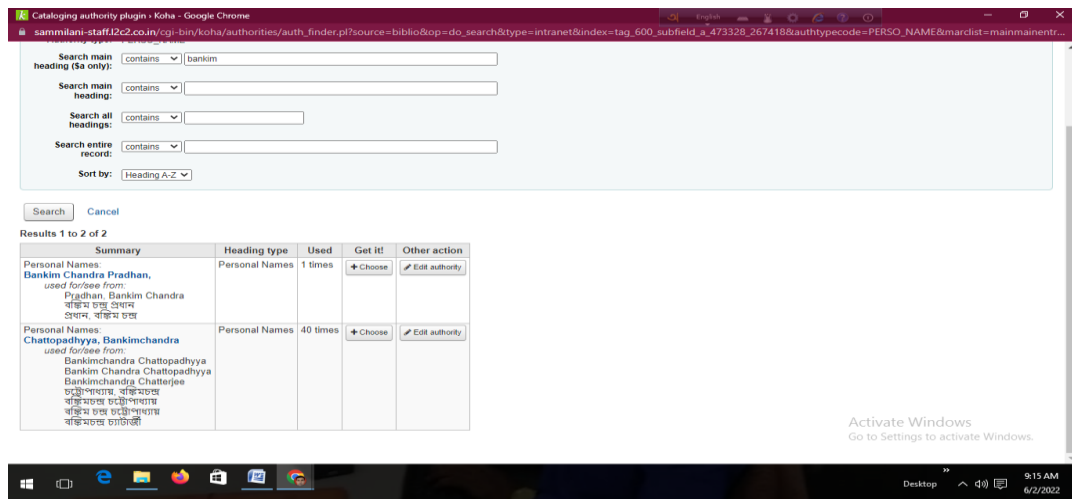 Cataloging authority plugin › Koha - Google Chrome
English
sammilani-staff.l2c2.co.in/cgi-bin/koha/authorities/auth_finder.pl?source=biblio&op=do_search&type=intranet&index=tag_600_subfield_a_473328_267418&authtypecode=PERSO_NAME&marclist=mainmainentr...
Search main heading ($a only): contains bankim
Search main heading: contains
Search all headings: contains
Search entire record: contains
Sort by: Heading A-Z
Search Cancel
Results 1 to 2 of 2
Summary Heading type Used Get it! Other action
Personal Names: Personal Names 1 times + Choose Edit authority
Bankim Chandra Pradhan,
used for/see from:
Pradhan, Bankim Chandra
বঙ্কিম চন্দ্র প্রধান
প্রধান, বঙ্কিম চন্দ্র
Personal Names: Personal Names 40 times + Choose Edit authority
Chattopadhyya, Bankimchandra
used for/see from:
Bankimchandra Chattopadhyya
Bankim Chandra Chattopadhyya
Bankimchandra Chatterjee
চট্টোপাধ্যায়, বঙ্কিমচন্দ্র
বঙ্কিমচন্দ্র চট্টোপাধ্যায়
বঙ্কিম চন্দ্র চট্টোপাধ্যায়
বঙ্কিমচন্দ্র চ্যাটার্জী
Activate Windows
Go to Settings to activate Windows.
Desktop
9:15 AM
6/2/2022